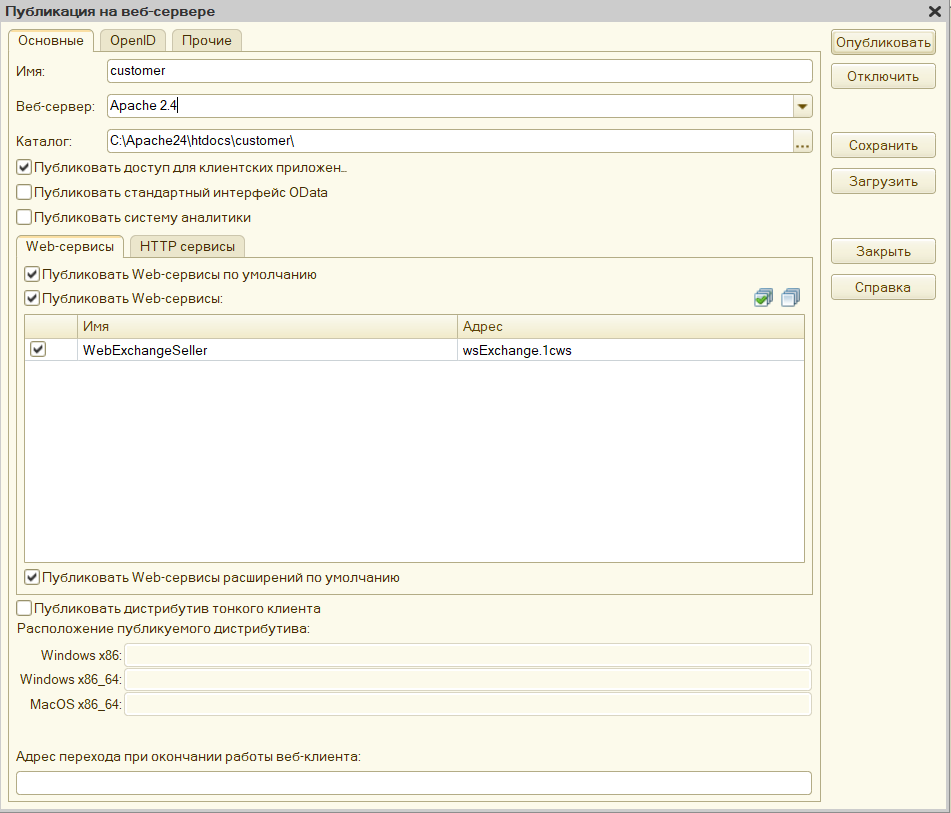 Публикация на веб-сервере
Основные OpenID Прочие
Опубликовать
Имя: customer
Отключить
Веб-сервер: Apache 2.4
Каталог: C:\Apache24\htdocs\customer\ ...
Сохранить
Публиковать доступ для клиентских приложен...
Загрузить
Публиковать стандартный интерфейс OData
Публиковать систему аналитики
Web-сервисы HTTP сервисы
Закрыть
Публиковать Web-сервисы по умолчанию
Справка
Публиковать Web-сервисы:
Имя Адрес
WebExchangeSeller wsExchange.1cws
Публиковать Web-сервисы расширений по умолчанию
Публиковать дистрибутив тонкого клиента
Расположение публикуемого дистрибутива:
Windows x86:
Windows x86_64:
MacOS x86_64:
Адрес перехода при окончании работы веб-клиента: